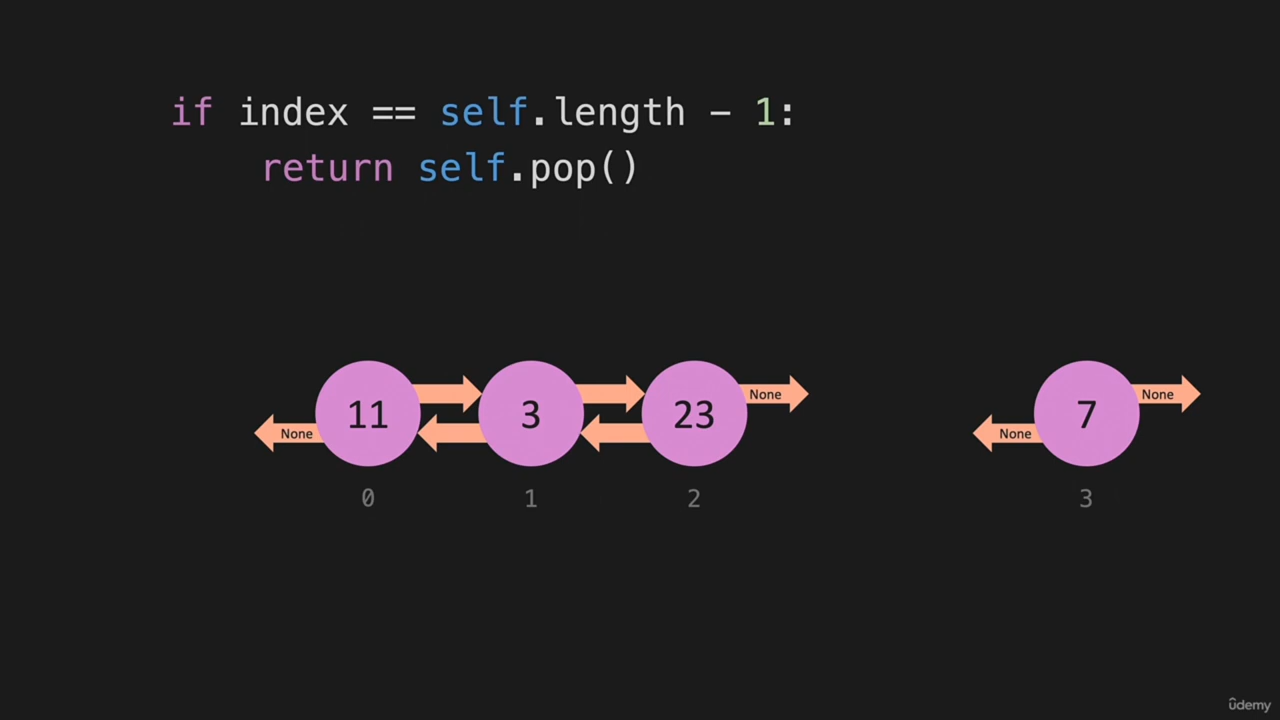 if index == self.length - 1:
    return self.pop()
None 11 3 23 None None 7 None
0 1 2 3
ûdemy